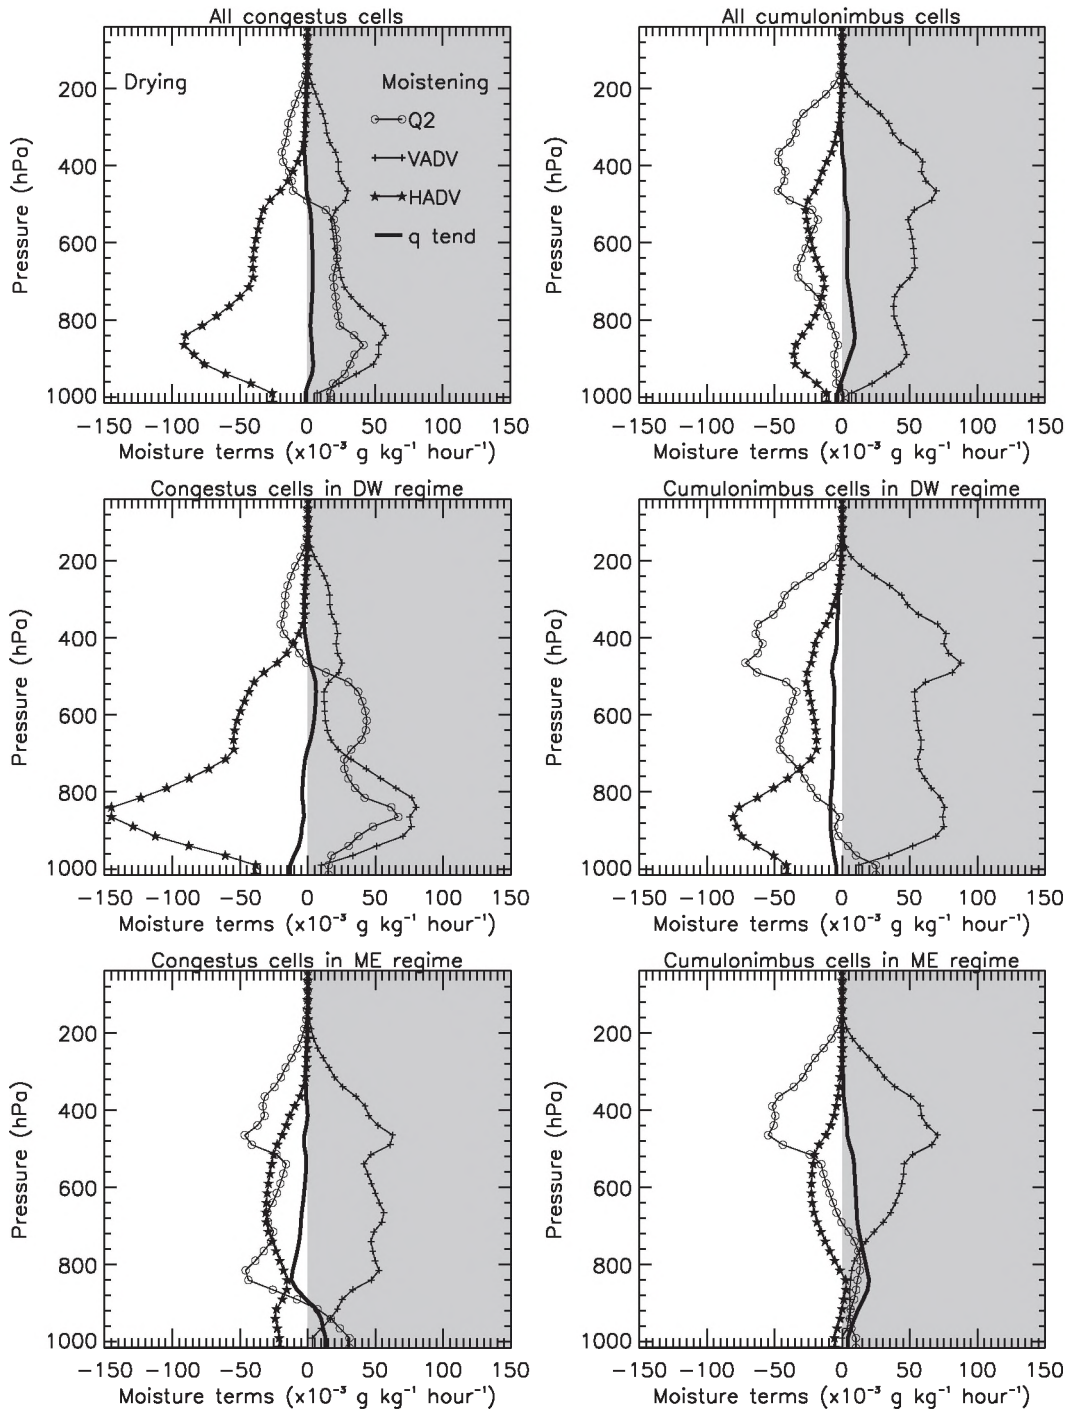 All congestus cells
All cumulonimbus cells
Drying
Moistening
Q2
VADV
HADV
q tend
200
400
600
800
1000
Pressure (hPa)
-150 -100 -50 0 50 100 150
Moisture terms (x10⁻³ g kg⁻¹ hour⁻¹)
200
400
600
800
1000
Pressure (hPa)
-150 -100 -50 0 50 100 150
Moisture terms (x10⁻³ g kg⁻¹ hour⁻¹)
Congestus cells in DW regime
200
400
600
800
1000
Pressure (hPa)
-150 -100 -50 0 50 100 150
Moisture terms (x10⁻³ g kg⁻¹ hour⁻¹)
Cumulonimbus cells in DW regime
200
400
600
800
1000
Pressure (hPa)
-150 -100 -50 0 50 100 150
Moisture terms (x10⁻³ g kg⁻¹ hour⁻¹)
Congestus cells in ME regime
200
400
600
800
1000
Pressure (hPa)
-150 -100 -50 0 50 100 150
Moisture terms (x10⁻³ g kg⁻¹ hour⁻¹)
Cumulonimbus cells in ME regime
200
400
600
800
1000
Pressure (hPa)
-150 -100 -50 0 50 100 150
Moisture terms (x10⁻³ g kg⁻¹ hour⁻¹)